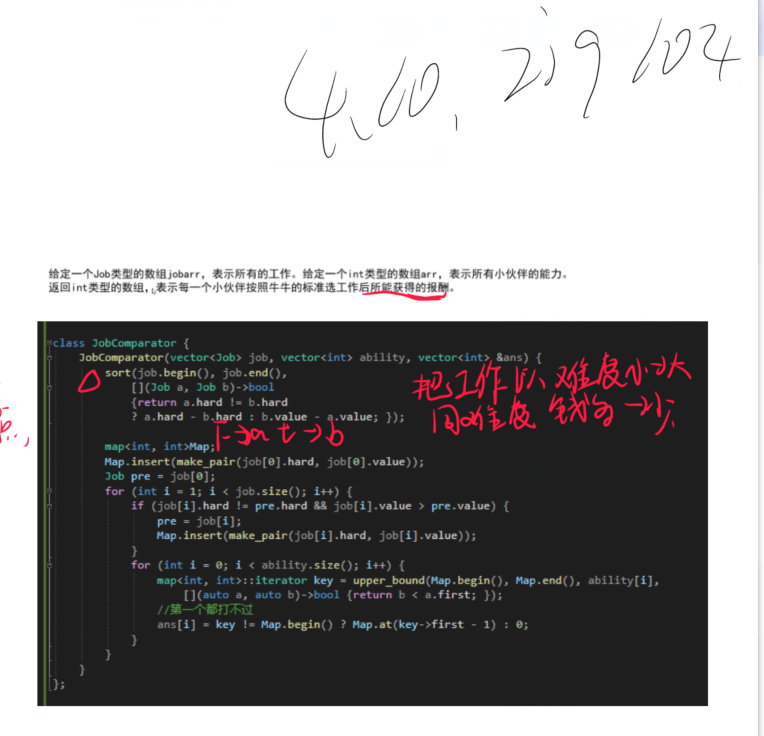 给定一个Job类型的数组jobarr，表示所有的工作。给定一个int类型的数组arr，表示所有小伙伴的能力。
返回int类型的数组，表示每一个小伙伴按照牛牛的标准选工作后所能获得的报酬。
class JobComparator {
JobComparator(vector<Job> job, vector<int> ability, vector<int> &ans) {
sort(job.begin(), job.end(),
[](Job a, Job b)->bool
{return a.hard != b.hard
? a.hard - b.hard : b.value - a.value; });
把工作以难度小->大
同难度 钱多->少
map<int, int>Map;
Map.insert(make_pair(job[0].hard, job[0].value));
Job pre = job[0];
for (int i = 1; i < job.size(); i++) {
if (job[i].hard != pre.hard && job[i].value > pre.value) {
pre = job[i];
Map.insert(make_pair(job[i].hard, job[i].value));
}
for (int i = 0; i < ability.size(); i++) {
map<int, int>::iterator key = upper_bound(Map.begin(), Map.end(), ability[i],
[](auto a, auto b)->bool {return b < a.first; });
//第一个都打不过
ans[i] = key != Map.begin() ? Map.at(key->first - 1) : 0;
}
}
}
};